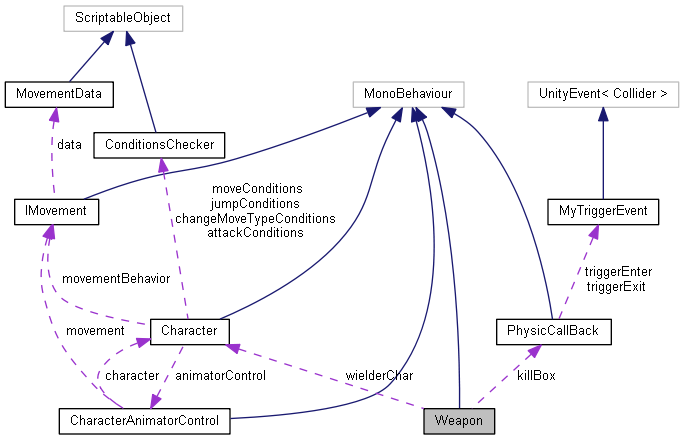 ScriptableObject
MovementData
MonoBehaviour
UnityEvent< Collider >
ConditionsChecker
data
moveConditions
jumpConditions
changeMoveTypeConditions
attackConditions
IMovement
MyTriggerEvent
movementBehavior
triggerEnter
triggerExit
movement
Character
PhysicCallBack
character
animatorControl
wielderChar
killBox
CharacterAnimatorControl
Weapon